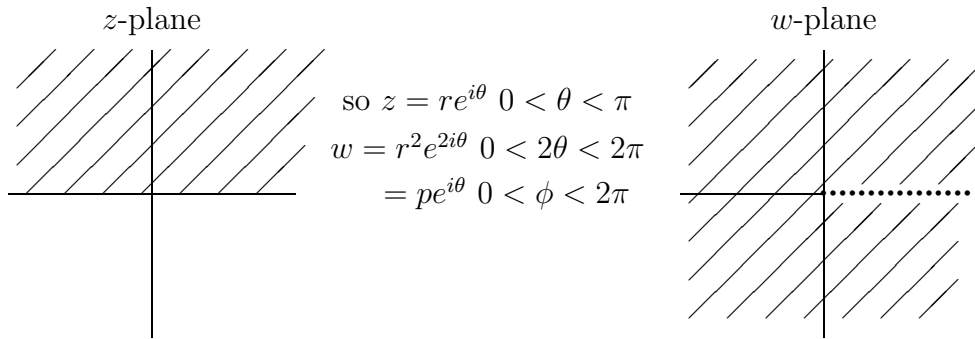 z-plane
w-plane
so z = re^{iθ} 0 < θ < π
w = r^2e^{2iθ} 0 < 2θ < 2π
= pe^{iθ} 0 < ϕ < 2π